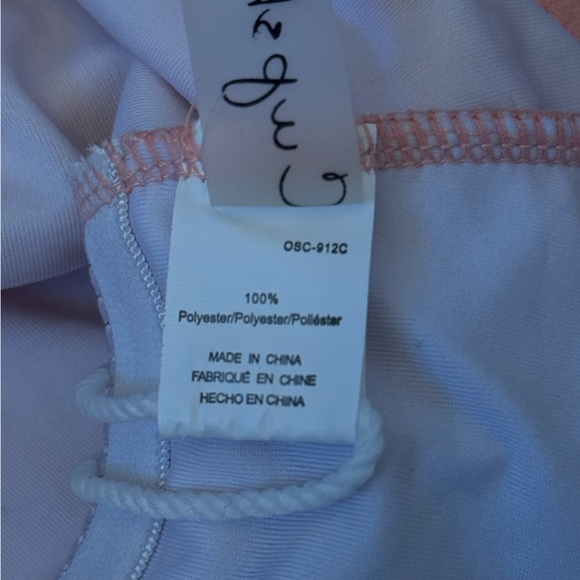 OSC-912C
100%
Polyester/Polyester/Poliéster
MADE IN CHINA
FABRIQUÉ EN CHINE
HECHO EN CHINA